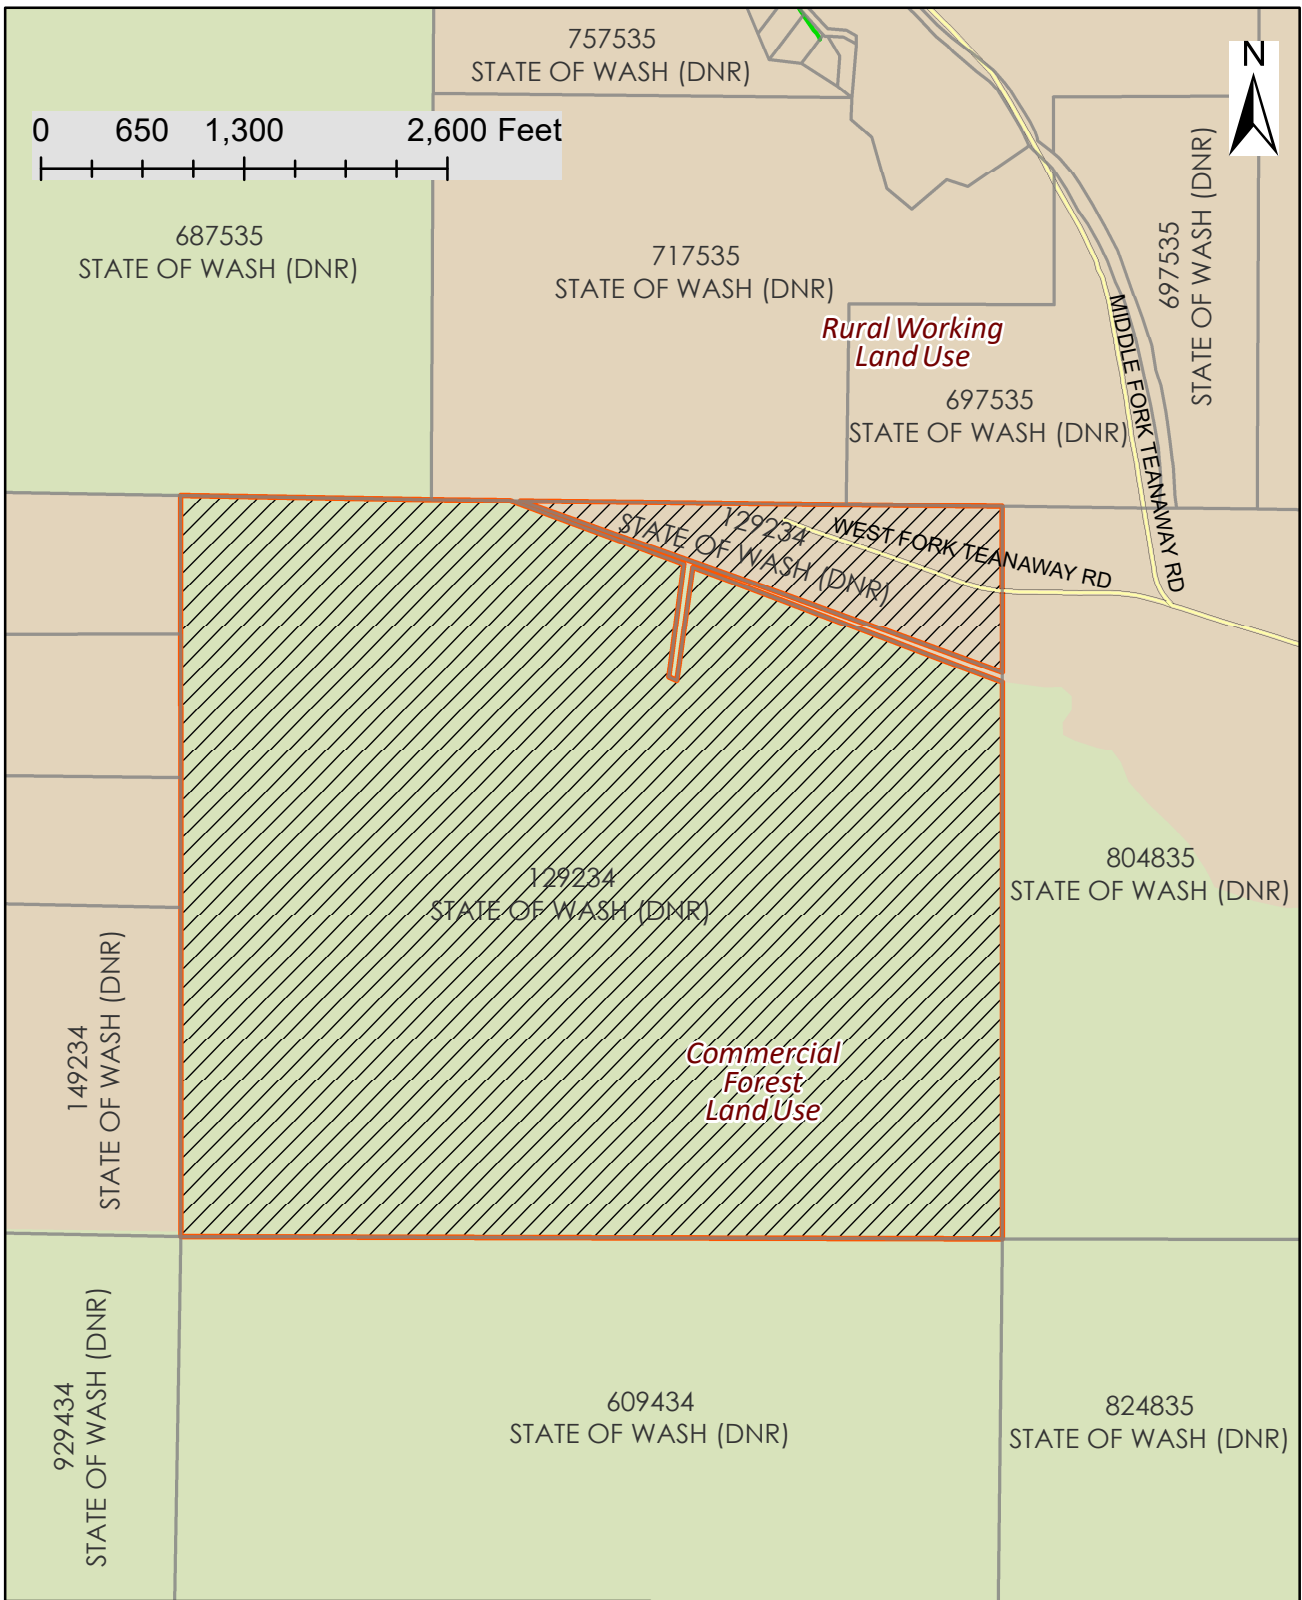 757535
STATE OF WASH (DNR)
N
0 650 1,300 2,600 Feet
687535
STATE OF WASH (DNR)
717535
STATE OF WASH (DNR)
697535
STATE OF WASH (DNR)
Rural Working
Land Use
697535
STATE OF WASH (DNR)
MIDDLE FORK TEANAWAY RD
129234
STATE OF WASH (DNR)
WEST FORK TEANAWAY RD
129234
STATE OF WASH (DNR)
804835
STATE OF WASH (DNR)
149234
STATE OF WASH (DNR)
Commercial
Forest
Land Use
929434
STATE OF WASH (DNR)
609434
STATE OF WASH (DNR)
824835
STATE OF WASH (DNR)